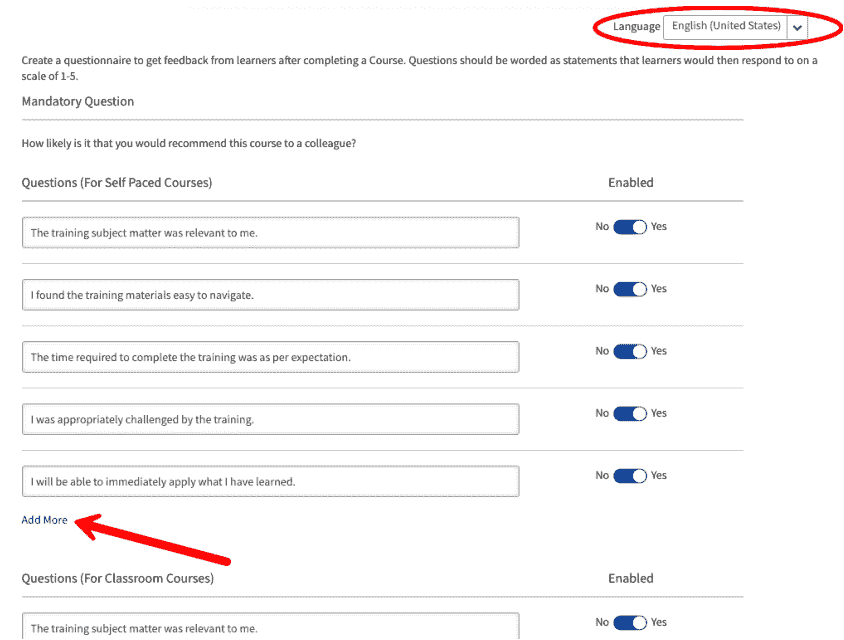 Language English (United States)
Create a questionnaire to get feedback from learners after completing a Course. Questions should be worded as statements that learners would then respond to on a
scale of 1-5.
Mandatory Question
How likely is it that you would recommend this course to a colleague?
Questions (For Self Paced Courses) Enabled
The training subject matter was relevant to me. No Yes
I found the training materials easy to navigate. No Yes
The time required to complete the training was as per expectation. No Yes
I was appropriately challenged by the training. No Yes
I will be able to immediately apply what I have learned. No Yes
Add More
Questions (For Classroom Courses) Enabled
The training subject matter was relevant to me. No Yes